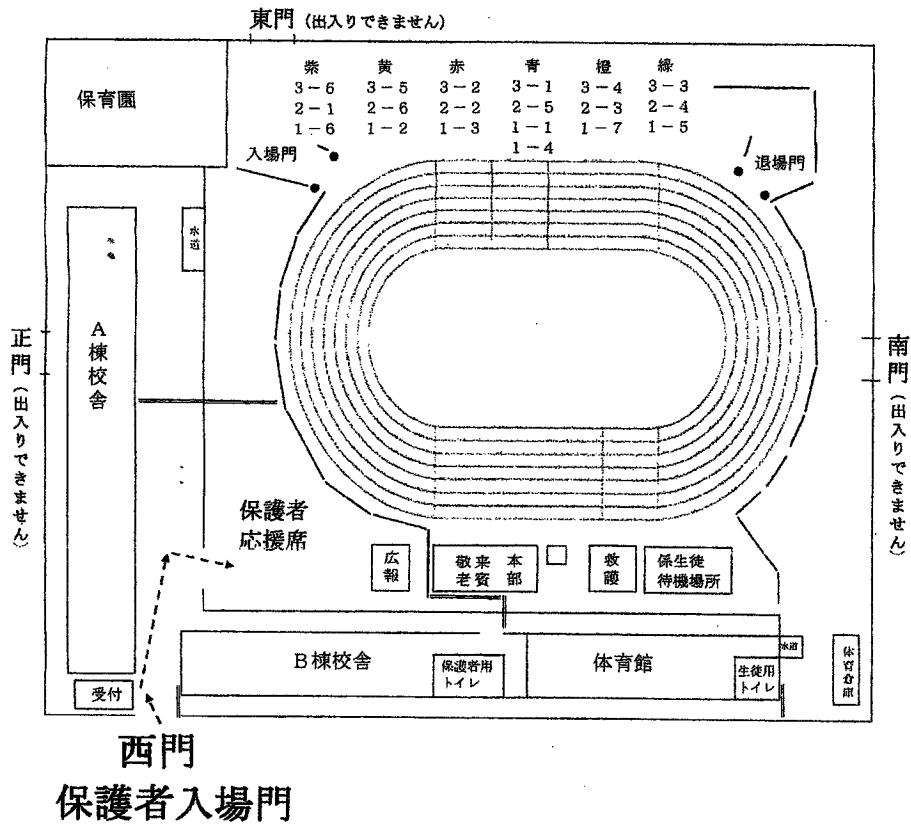 東門(出入りできません)
保育園
紫 黄 赤 青 橙 緑
3-6 3-5 3-2 3-1 3-4 3-3
2-1 2-6 2-2 2-5 2-3 2-4
1-6 1-2 1-3 1-1 1-7 1-5
1-4
入場門
退場門
水道
A棟校舎
正門(出入りできません)
南門(出入りできません)
保護者
応援席
広報
敬老
来賓
本部
救護
係生徒
待機場所
B棟校舎
保護者用
トイレ
体育館
生徒用
トイレ
水道
体育倉庫
受付
西門
保護者入場門